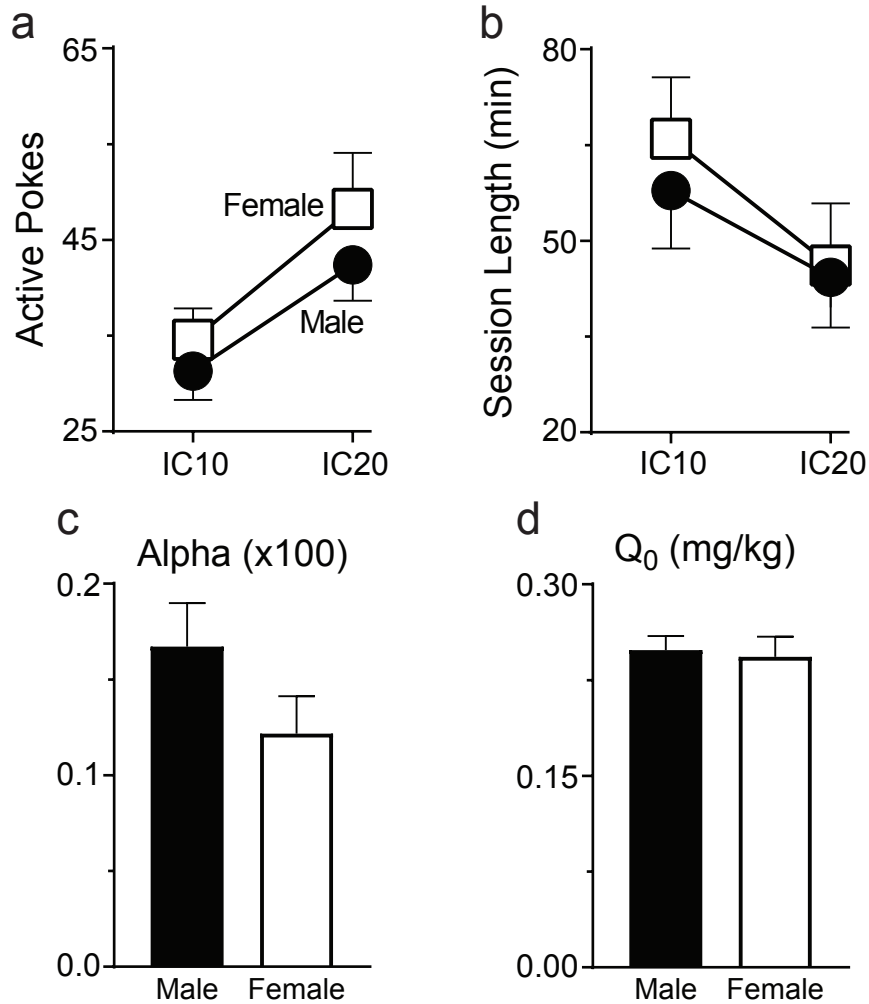 a
65
45
25
Active Pokes
Female
Male
IC10 IC20
b
80
50
20
Session Length (min)
IC10 IC20
c
Alpha (x100)
0.2
0.1
0.0
Male Female
d
Q₀ (mg/kg)
0.30
0.15
0.00
Male Female